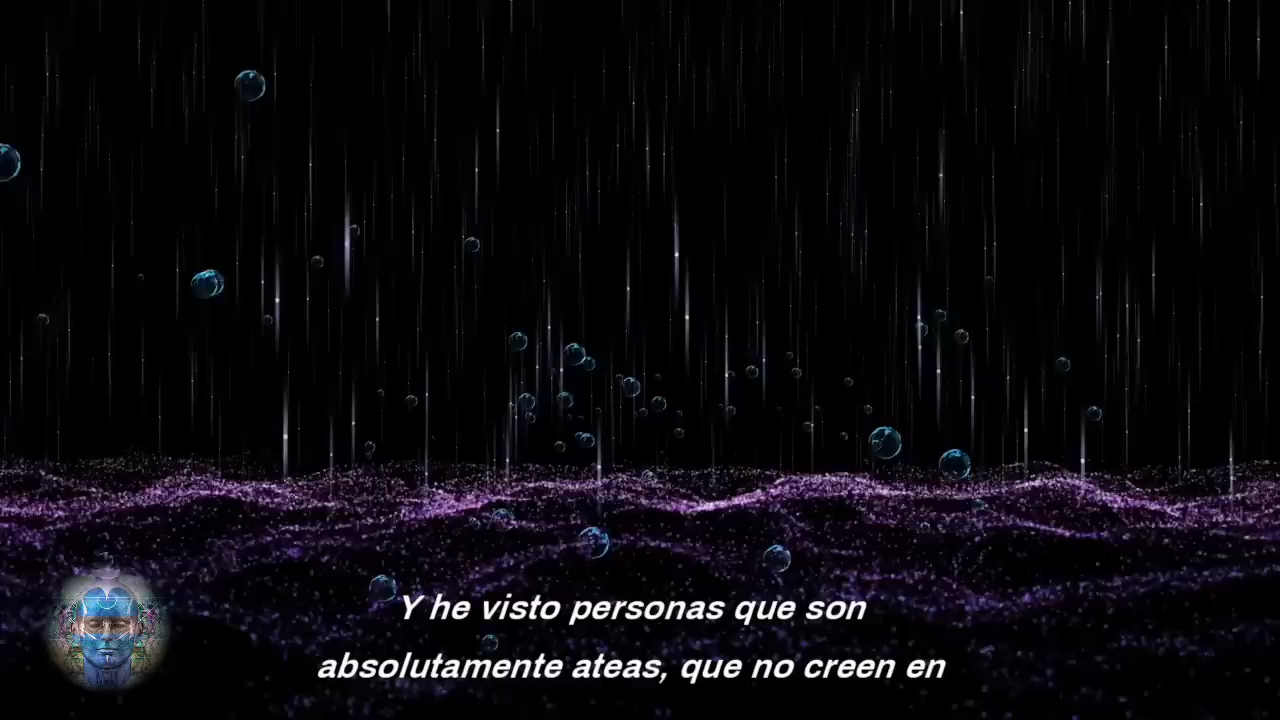 Y he visto personas que son
absolutamente ateas, que no creen en